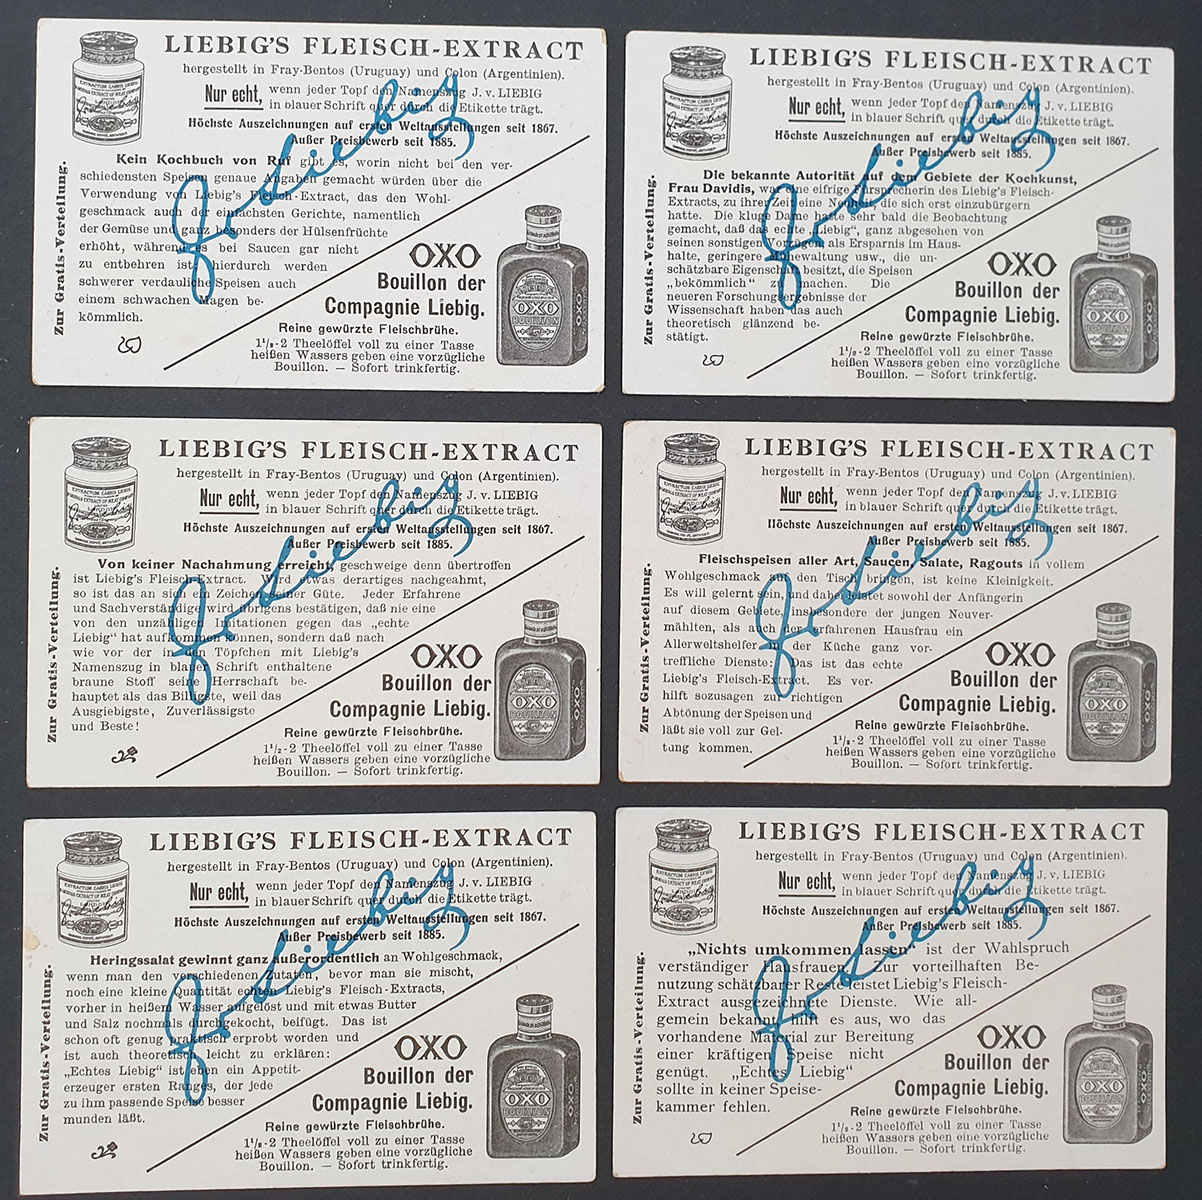 LIEBIG'S FLEISCH-EXTRACT
hergestellt in Fray-Bentos (Uruguay) und Colon (Argentinien).
Nur echt, wenn jeder Topf den Namenszug J. v. LIEBIG
in blauer Schrift quer durch die Etikette trägt.
Höchste Auszeichnungen auf ersten Weltausstellungen seit 1867.
Außer Preisbewerb seit 1885.
Zur Gratis-Verteilung.
Kein Kochbuch von Ruf gibt es, worin nicht bei den ver-
schiedensten Speisen genaue Angaben gemacht würden über die
Verwendung von Liebig's Fleisch-Extract, das den Wohl-
geschmack auch der einfachsten Gerichte, namentlich
der Gemüse und ganz besonders der Hülsenfrüchte
erhöht, während es bei Saucen gar nicht
zu entbehren ist, hierdurch werden
schwerer verdauliche Speisen auch
einem schwachen Magen be-
kömmlich.
J. v. Liebig
OXO
Bouillon der
Compagnie Liebig.
Reine gewürzte Fleischbrühe.
1 1/2-2 Theelöffel voll zu einer Tasse
heißen Wassers geben eine vorzügliche
Bouillon. — Sofort trinkfertig.
OXO
BOUILLON
LIEBIG'S FLEISCH-EXTRACT
hergestellt in Fray-Bentos (Uruguay) und Colon (Argentinien).
Nur echt, wenn jeder Topf den Namenszug J. v. LIEBIG
in blauer Schrift quer durch die Etikette trägt.
Höchste Auszeichnungen auf ersten Weltausstellungen seit 1867.
Außer Preisbewerb seit 1885.
Zur Gratis-Verteilung.
Die bekannte Autorität auf dem Gebiete der Kochkunst,
Frau Davidis, war eine eifrige Fürsprecherin des Liebig's Fleisch-
Extracts, zu ihrer Zeit eine Neuheit, die sich erst einzubürgern
hatte. Die kluge Dame hatte sehr bald die Beobachtung
gemacht, daß das echte „Liebig", ganz abgesehen von
seinen sonstigen Vorzügen als Ersparnis im Haus-
halte, geringere Mühewaltung usw., die un-
schätzbare Eigenschaft besitzt, die Speisen
„bekömmlich" zu machen. Die
neueren Forschungsergebnisse der
Wissenschaft haben das auch
theoretisch glänzend be-
stätigt.
J. v. Liebig
OXO
Bouillon der
Compagnie Liebig.
Reine gewürzte Fleischbrühe.
1 1/2-2 Theelöffel voll zu einer Tasse
heißen Wassers geben eine vorzügliche
Bouillon. — Sofort trinkfertig.
OXO
BOUILLON
LIEBIG'S FLEISCH-EXTRACT
hergestellt in Fray-Bentos (Uruguay) und Colon (Argentinien).
Nur echt, wenn jeder Topf den Namenszug J. v. LIEBIG
in blauer Schrift quer durch die Etikette trägt.
Höchste Auszeichnungen auf ersten Weltausstellungen seit 1867.
Außer Preisbewerb seit 1885.
Zur Gratis-Verteilung.
Von keiner Nachahmung erreicht, geschweige denn übertroffen
ist Liebig's Fleisch-Extract. Wird etwas derartiges nachgeahmt,
so ist das an sich ein Zeichen seiner Güte. Jeder Erfahrene
und Sachverständige wird übrigens bestätigen, daß nie eine
von den unzähligen Imitationen gegen das „echte
Liebig" hat aufkommen können, sondern daß nach
wie vor der in den Töpfchen mit Liebig's
Namenszug in blauer Schrift enthaltene
braune Stoff seine Herrschaft be-
hauptet als das Billigste, weil das
Ausgiebigste, Zuverlässigste
und Beste!
J. v. Liebig
OXO
Bouillon der
Compagnie Liebig.
Reine gewürzte Fleischbrühe.
1 1/2-2 Theelöffel voll zu einer Tasse
heißen Wassers geben eine vorzügliche
Bouillon. — Sofort trinkfertig.
OXO
BOUILLON
LIEBIG'S FLEISCH-EXTRACT
hergestellt in Fray-Bentos (Uruguay) und Colon (Argentinien).
Nur echt, wenn jeder Topf den Namenszug J. v. LIEBIG
in blauer Schrift quer durch die Etikette trägt.
Höchste Auszeichnungen auf ersten Weltausstellungen seit 1867.
Außer Preisbewerb seit 1885.
Zur Gratis-Verteilung.
Fleischspeisen aller Art, Saucen, Salate, Ragouts in vollem
Wohlgeschmack auf den Tisch bringen, ist keine Kleinigkeit.
Es will gelernt sein, und dabei leistet sowohl der Anfängerin
auf diesem Gebiete, insbesondere der jungen Neuver-
mählten, als auch der erfahrenen Hausfrau ein
Allerweltshelfer in der Küche ganz vor-
treffliche Dienste: Das ist das echte
Liebig's Fleisch-Extract. Es ver-
hilft sozusagen zur richtigen
Abtönung der Speisen und
läßt sie voll zur Gel-
tung kommen.
J. v. Liebig
OXO
Bouillon der
Compagnie Liebig.
Reine gewürzte Fleischbrühe.
1 1/2-2 Theelöffel voll zu einer Tasse
heißen Wassers geben eine vorzügliche
Bouillon. — Sofort trinkfertig.
OXO
BOUILLON
LIEBIG'S FLEISCH-EXTRACT
hergestellt in Fray-Bentos (Uruguay) und Colon (Argentinien).
Nur echt, wenn jeder Topf den Namenszug J. v. LIEBIG
in blauer Schrift quer durch die Etikette trägt.
Höchste Auszeichnungen auf ersten Weltausstellungen seit 1867.
Außer Preisbewerb seit 1885.
Zur Gratis-Verteilung.
Heringssalat gewinnt ganz außerordentlich an Wohlgeschmack,
wenn man den verschiedenen Zutaten, bevor man sie mischt,
noch eine kleine Quantität echten Liebig's Fleisch-Extracts,
vorher in heißem Wasser aufgelöst und mit etwas Butter
und Salz nochmals durchgekocht, beifügt. Das ist
schon oft genug praktisch erprobt worden und
ist auch theoretisch leicht zu erklären:
„Echtes Liebig" ist eben ein Appetit-
erzeuger ersten Ranges, der jede
zu ihm passende Speise besser
munden läßt.
J. v. Liebig
OXO
Bouillon der
Compagnie Liebig.
Reine gewürzte Fleischbrühe.
1 1/2-2 Theelöffel voll zu einer Tasse
heißen Wassers geben eine vorzügliche
Bouillon. — Sofort trinkfertig.
OXO
BOUILLON
LIEBIG'S FLEISCH-EXTRACT
hergestellt in Fray-Bentos (Uruguay) und Colon (Argentinien).
Nur echt, wenn jeder Topf den Namenszug J. v. LIEBIG
in blauer Schrift quer durch die Etikette trägt.
Höchste Auszeichnungen auf ersten Weltausstellungen seit 1867.
Außer Preisbewerb seit 1885.
Zur Gratis-Verteilung.
„Nichts umkommen lassen" ist der Wahlspruch
verständiger Hausfrauen. Zur vorteilhaften Be-
nutzung schätzbarer Reste leistet Liebig's Fleisch-
Extract ausgezeichnete Dienste. Wie all-
gemein bekannt hilft es aus, wo das
vorhandene Material zur Bereitung
einer kräftigen Speise nicht
genügt. „Echtes Liebig"
sollte in keiner Speise-
kammer fehlen.
J. v. Liebig
OXO
Bouillon der
Compagnie Liebig.
Reine gewürzte Fleischbrühe.
1 1/2-2 Theelöffel voll zu einer Tasse
heißen Wassers geben eine vorzügliche
Bouillon. — Sofort trinkfertig.
OXO
BOUILLON